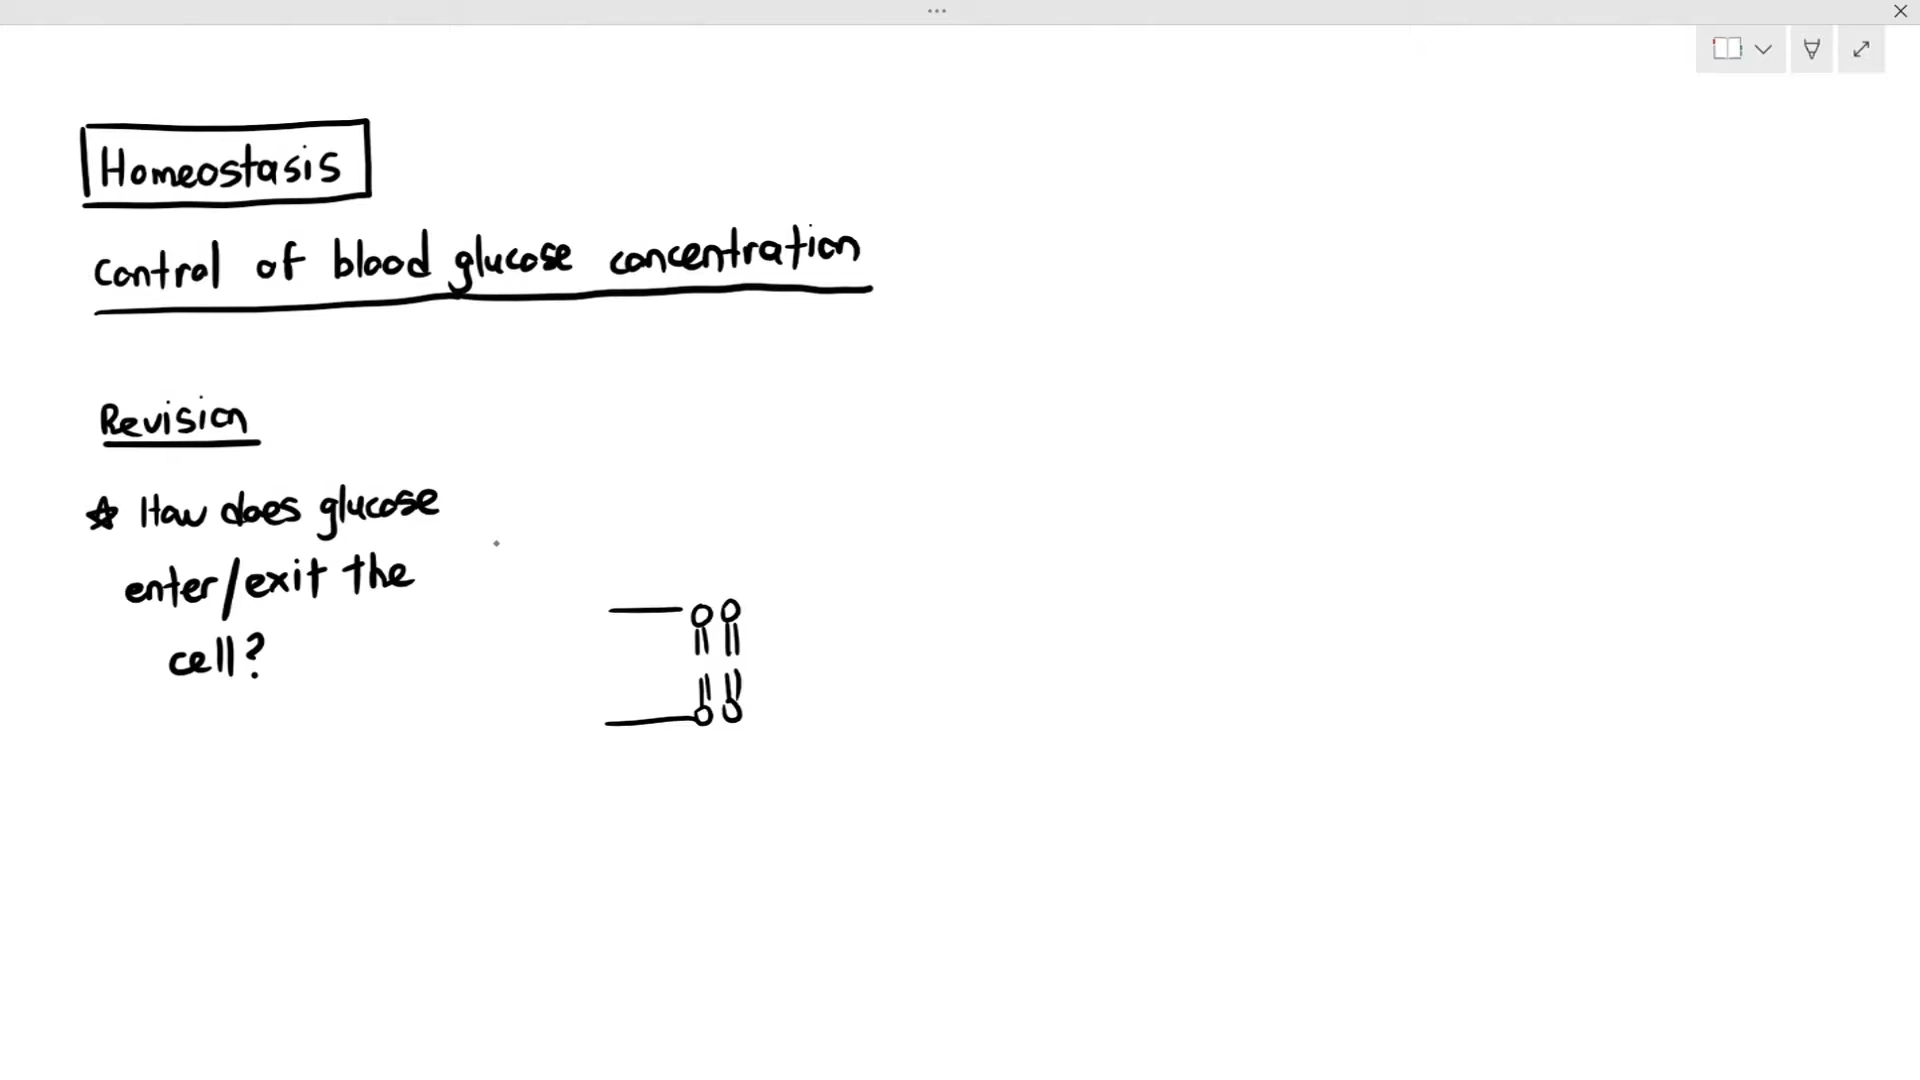 Homeostasis
Control of blood glucose concentration
Revision
☆ How does glucose
enter/exit the
cell?